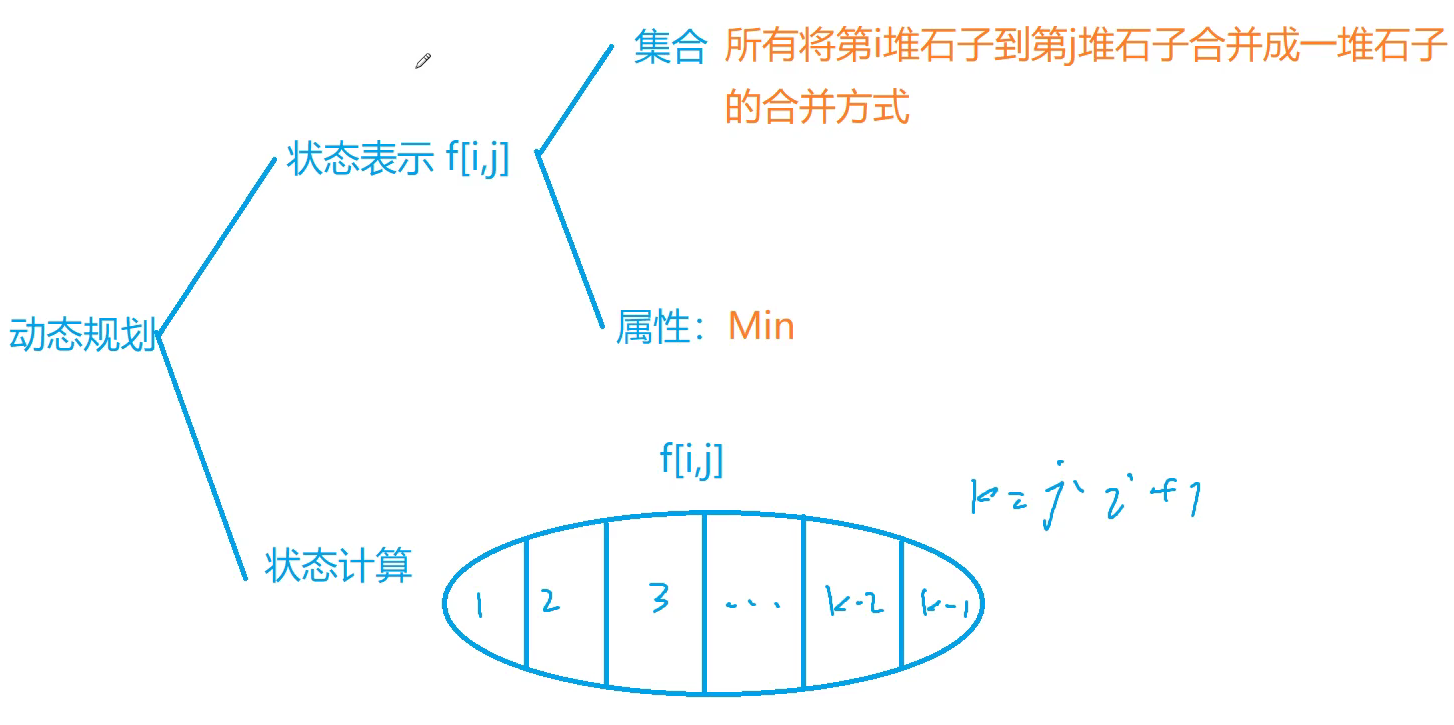 集合 所有将第i堆石子到第j堆石子合并成一堆石子
的合并方式
状态表示 f[i,j]
属性：Min
动态规划
f[i,j]
k = j i + 1
状态计算
1 2 3 ... k-2 k-1